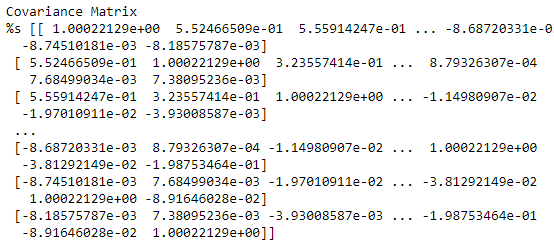 Covariance Matrix
%s [[ 1.00022129e+00 5.52466509e-01 5.55914247e-01 ... -8.68720331e-0
-8.74510181e-03 -8.18575787e-03]
[ 5.52466509e-01 1.00022129e+00 3.23557414e-01 ... 8.79326307e-04
7.68499034e-03 7.38095236e-03]
[ 5.55914247e-01 3.23557414e-01 1.00022129e+00 ... -1.14980907e-02
-1.97010911e-02 -3.93008587e-03]
...
[-8.68720331e-03 8.79326307e-04 -1.14980907e-02 ... 1.00022129e+00
-3.81292149e-02 -1.98753464e-01]
[-8.74510181e-03 7.68499034e-03 -1.97010911e-02 ... -3.81292149e-02
1.00022129e+00 -8.91646028e-02]
[-8.18575787e-03 7.38095236e-03 -3.93008587e-03 ... -1.98753464e-01
-8.91646028e-02 1.00022129e+00]]